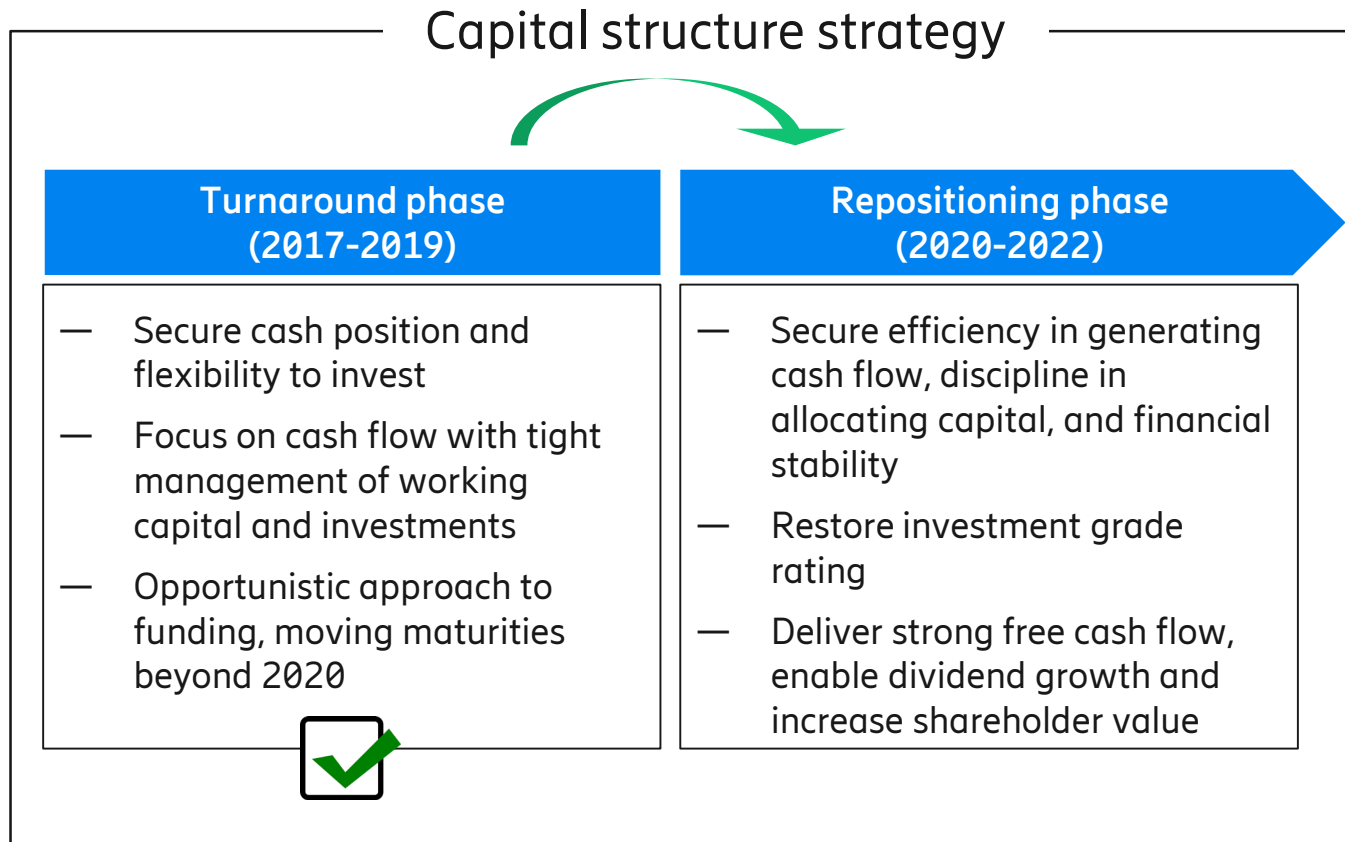 Capital structure strategy
Turnaround phase
(2017-2019)
— Secure cash position and
flexibility to invest
— Focus on cash flow with tight
management of working
capital and investments
— Opportunistic approach to
funding, moving maturities
beyond 2020
Repositioning phase
(2020-2022)
— Secure efficiency in generating
cash flow, discipline in
allocating capital, and financial
stability
— Restore investment grade
rating
— Deliver strong free cash flow,
enable dividend growth and
increase shareholder value